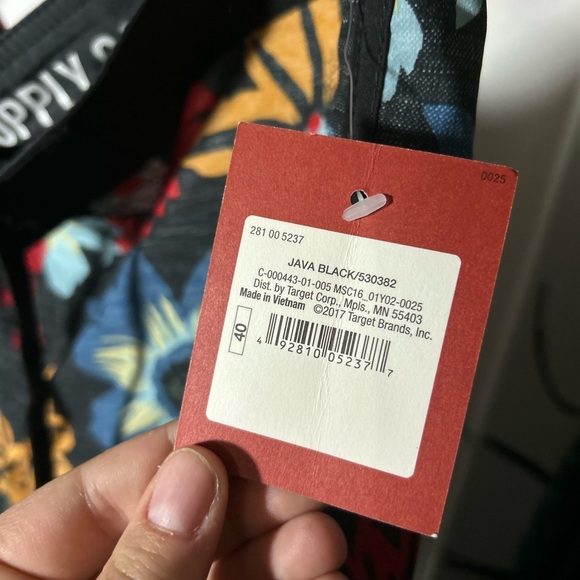 0025
281 00 5237
JAVA BLACK/530382
C-000443-01-005 MSC16_01Y02-0025
Dist. by Target Corp., Mpls., MN 55403
Made in Vietnam ©2017 Target Brands, Inc.
40
4 92810 05237 7